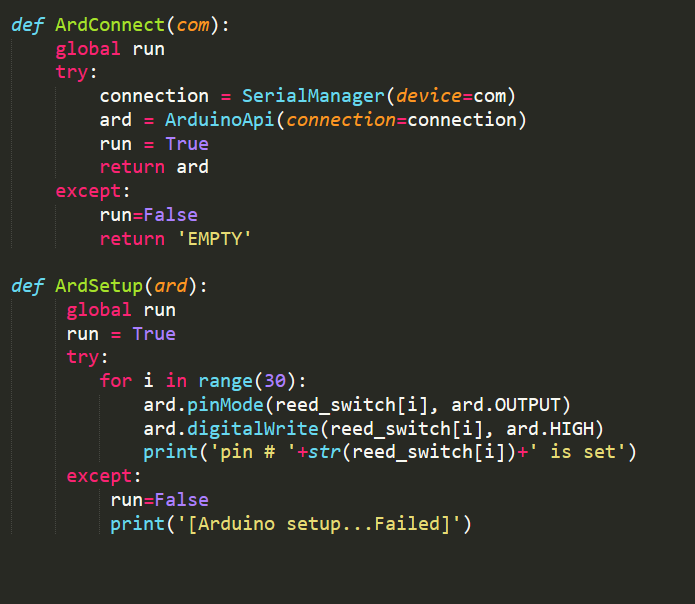 def ArdConnect(com):
    global run
    try:
        connection = SerialManager(device=com)
        ard = ArduinoApi(connection=connection)
        run = True
        return ard
    except:
        run=False
        return 'EMPTY'

def ArdSetup(ard):
     global run
     run = True
     try:
        for i in range(30):
            ard.pinMode(reed_switch[i], ard.OUTPUT)
            ard.digitalWrite(reed_switch[i], ard.HIGH)
            print('pin # '+str(reed_switch[i])+' is set')
     except:
         run=False
         print('[Arduino setup...Failed]')